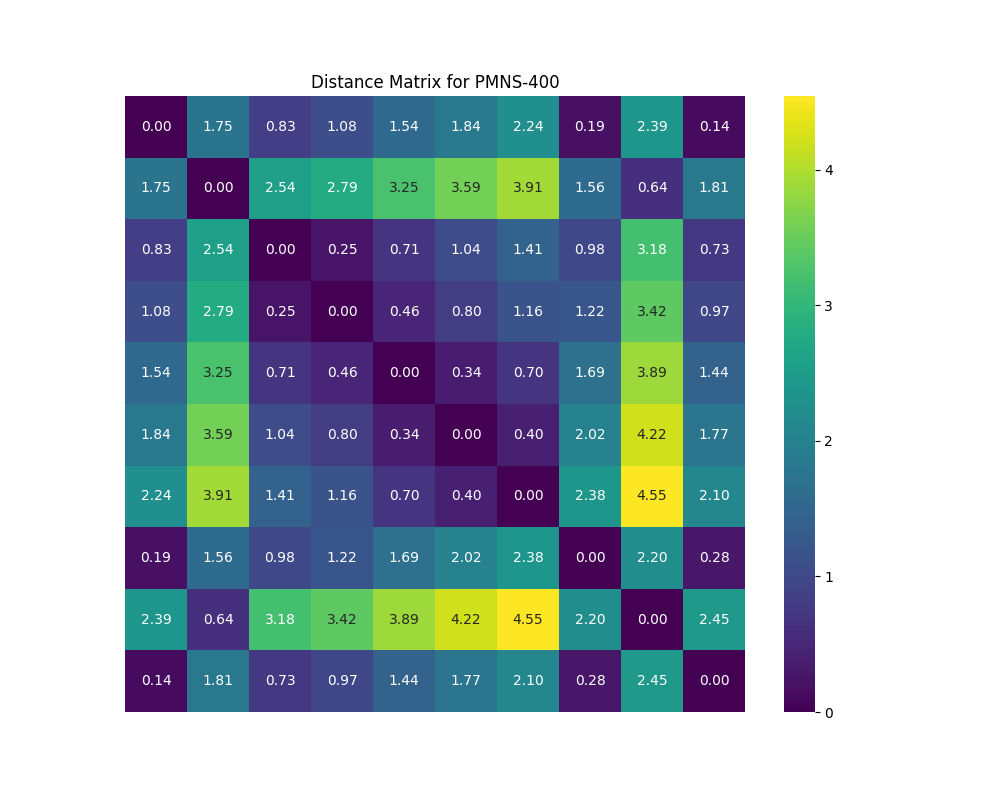 Distance Matrix for PMNS-400
0.00 1.75 0.83 1.08 1.54 1.84 2.24 0.19 2.39 0.14
1.75 0.00 2.54 2.79 3.25 3.59 3.91 1.56 0.64 1.81
0.83 2.54 0.00 0.25 0.71 1.04 1.41 0.98 3.18 0.73
1.08 2.79 0.25 0.00 0.46 0.80 1.16 1.22 3.42 0.97
1.54 3.25 0.71 0.46 0.00 0.34 0.70 1.69 3.89 1.44
1.84 3.59 1.04 0.80 0.34 0.00 0.40 2.02 4.22 1.77
2.24 3.91 1.41 1.16 0.70 0.40 0.00 2.38 4.55 2.10
0.19 1.56 0.98 1.22 1.69 2.02 2.38 0.00 2.20 0.28
2.39 0.64 3.18 3.42 3.89 4.22 4.55 2.20 0.00 2.45
0.14 1.81 0.73 0.97 1.44 1.77 2.10 0.28 2.45 0.00
4
3
2
1
0